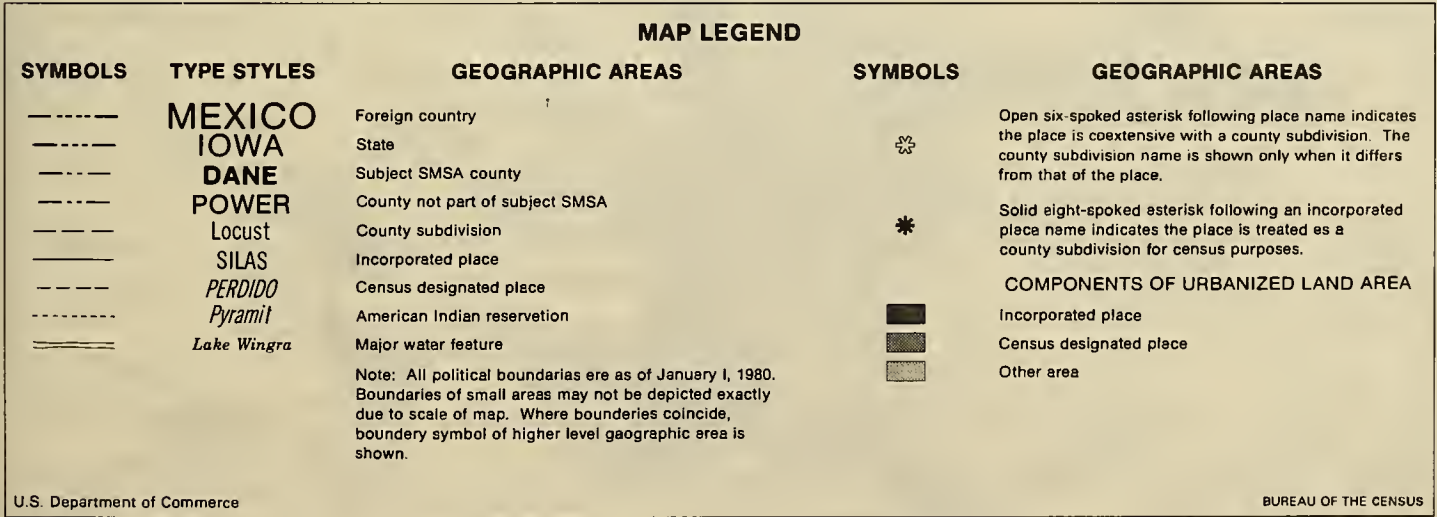 MAP LEGEND
SYMBOLS TYPE STYLES GEOGRAPHIC AREAS
MEXICO Foreign country
IOWA State
DANE Subject SMSA county
POWER County not part of subject SMSA
Locust County subdivision
SILAS Incorporated place
PERDIDO Census designated place
Pyramit American Indian reservetion
Lake Wingra Major water feature
Note: All political boundarias ere as of January I, 1980.
Boundaries of small areas may not be depicted exactly
due to scale of map. Where bounderies coincide,
boundery symbol of higher level gaographic area is
shown.
SYMBOLS GEOGRAPHIC AREAS
Open six-spoked asterisk following place name indicates
the place is coextensive with a county subdivision. The
county subdivision name is shown only when it differs
from that of the place.
Solid eight-spoked asterisk following an incorporated
place name indicates the place is treated es a
county subdivision for census purposes.
COMPONENTS OF URBANIZED LAND AREA
Incorporated place
Census designated place
Other area
U.S. Department of Commerce
BUREAU OF THE CENSUS